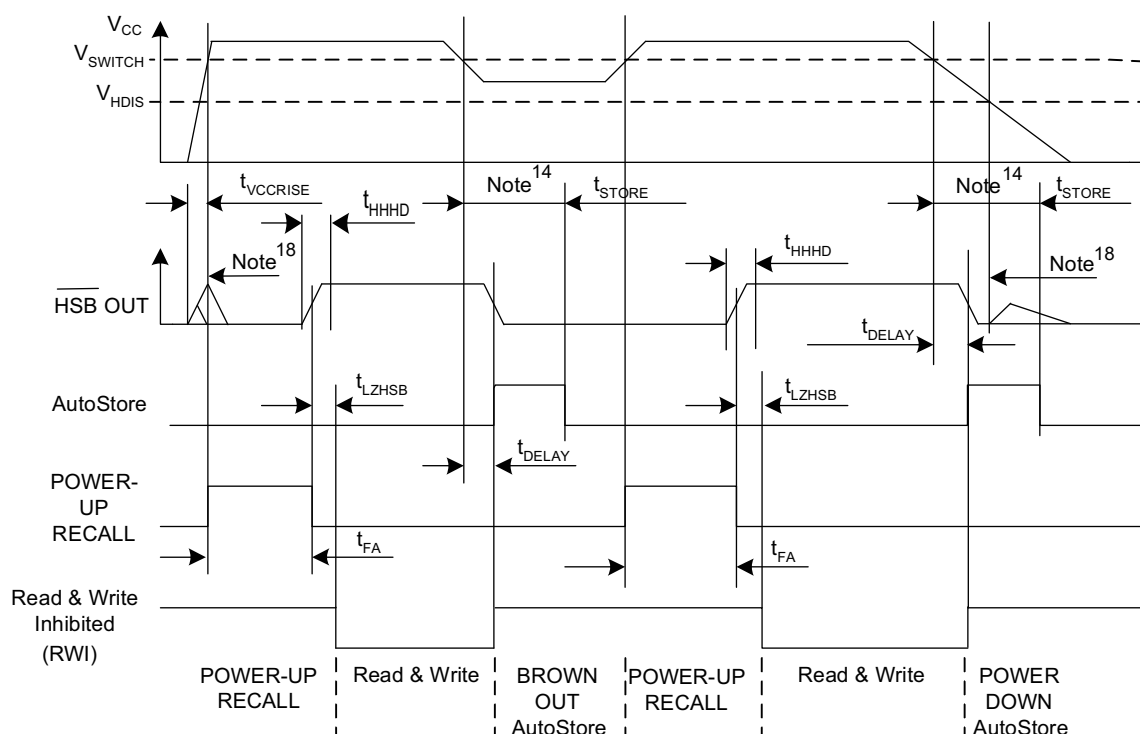 VCC
VSWITCH
VHDIS
tVCCRISE
Note14
tSTORE
Note14
tSTORE
tHHHD
Note18
tHHHD
Note18
HSB OUT
tDELAY
tLZHSB
tLZHSB
AutoStore
tDELAY
POWER-
UP
RECALL
tFA
tFA
Read & Write
Inhibited
(RWI)
POWER-UP
RECALL
Read & Write
BROWN
OUT
AutoStore
POWER-UP
RECALL
Read & Write
POWER
DOWN
AutoStore